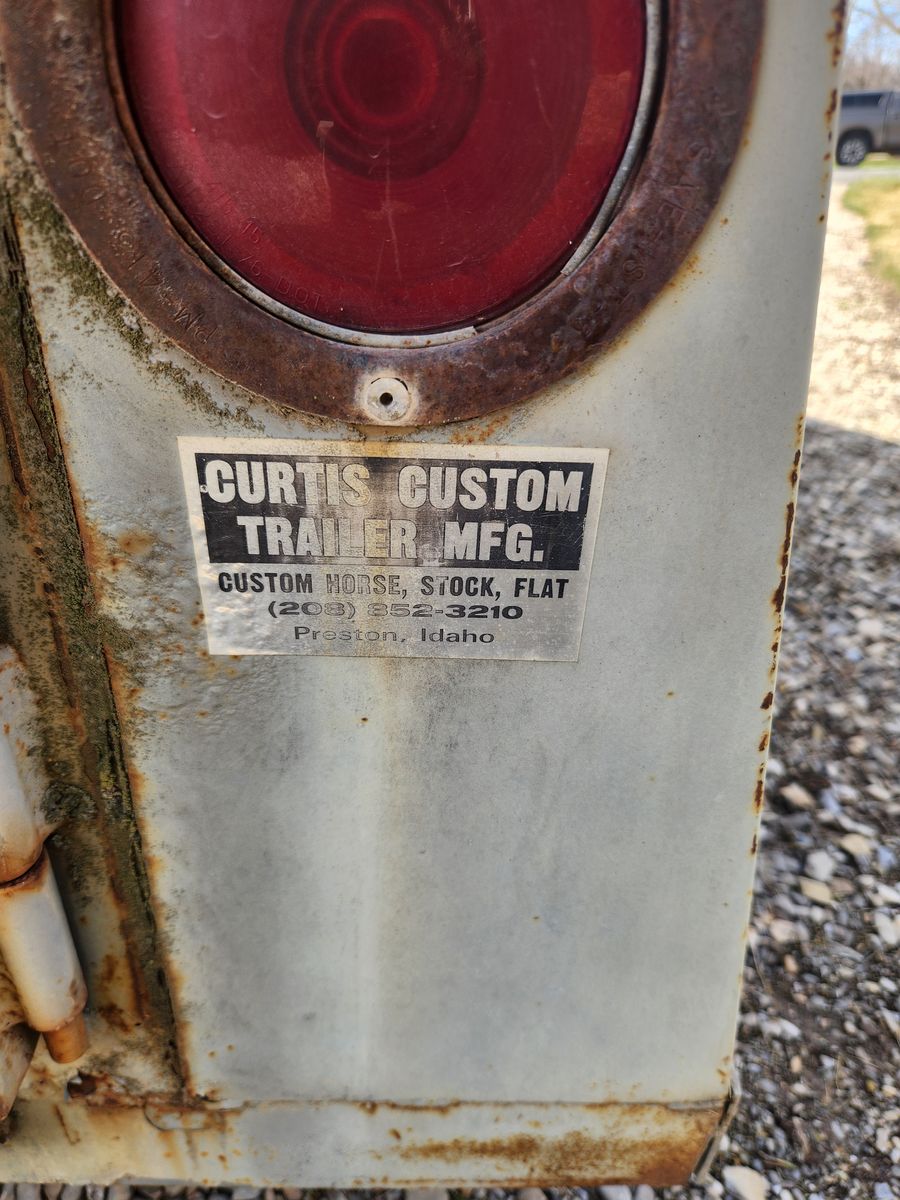 CURTIS CUSTOM
TRAILER MFG.
CUSTOM HORSE, STOCK, FLAT
(208) 852-3210
Preston, Idaho